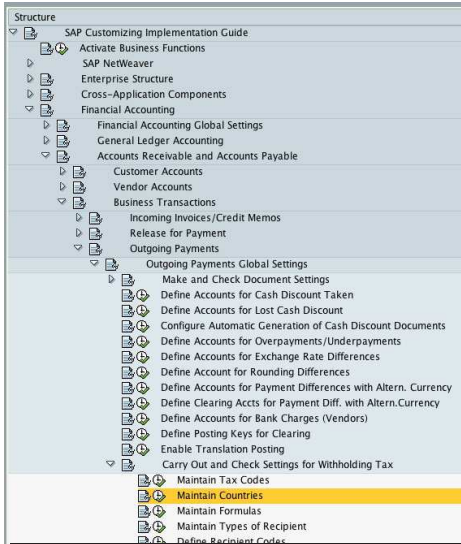 Structure
SAP Customizing Implementation Guide
Activate Business Functions
SAP NetWeaver
Enterprise Structure
Cross-Application Components
Financial Accounting
Financial Accounting Global Settings
General Ledger Accounting
Accounts Receivable and Accounts Payable
Customer Accounts
Vendor Accounts
Business Transactions
Incoming Invoices/Credit Memos
Release for Payment
Outgoing Payments
Outgoing Payments Global Settings
Make and Check Document Settings
Define Accounts for Cash Discount Taken
Define Accounts for Lost Cash Discount
Configure Automatic Generation of Cash Discount Documents
Define Accounts for Overpayments/Underpayments
Define Accounts for Exchange Rate Differences
Define Account for Rounding Differences
Define Accounts for Payment Differences with Altern. Currency
Define Clearing Accts for Payment Diff. with Altern.Currency
Define Accounts for Bank Charges (Vendors)
Define Posting Keys for Clearing
Enable Translation Posting
Carry Out and Check Settings for Withholding Tax
Maintain Tax Codes
Maintain Countries
Maintain Formulas
Maintain Types of Recipient
Define Recipient Codes